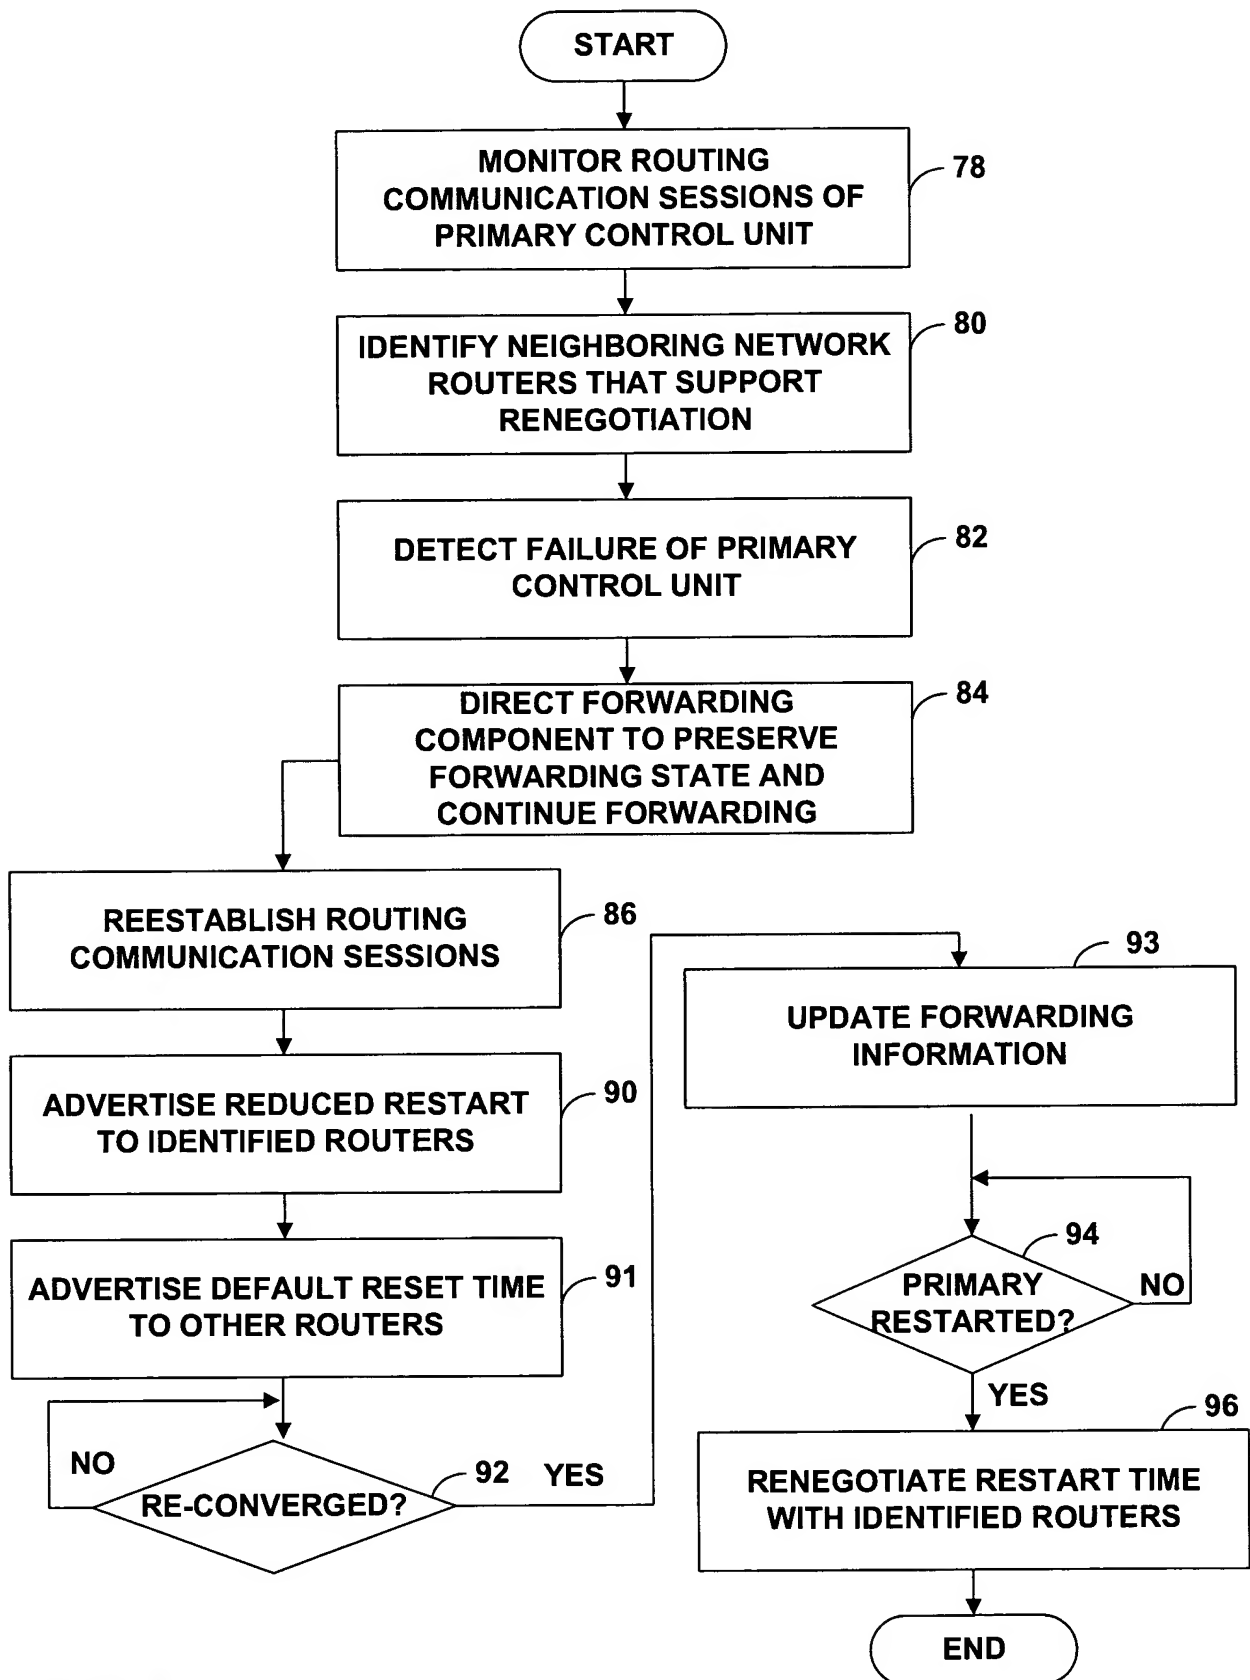 START
MONITOR ROUTING
COMMUNICATION SESSIONS OF
PRIMARY CONTROL UNIT
78
IDENTIFY NEIGHBORING NETWORK
ROUTERS THAT SUPPORT
RENEGOTIATION
80
DETECT FAILURE OF PRIMARY
CONTROL UNIT
82
DIRECT FORWARDING
COMPONENT TO PRESERVE
FORWARDING STATE AND
CONTINUE FORWARDING
84
REESTABLISH ROUTING
COMMUNICATION SESSIONS
86
ADVERTISE REDUCED RESTART
TO IDENTIFIED ROUTERS
90
ADVERTISE DEFAULT RESET TIME
TO OTHER ROUTERS
91
RE-CONVERGED?
92
NO
YES
93
UPDATE FORWARDING
INFORMATION
94
PRIMARY
RESTARTED?
NO
YES
96
RENEGOTIATE RESTART TIME
WITH IDENTIFIED ROUTERS
END